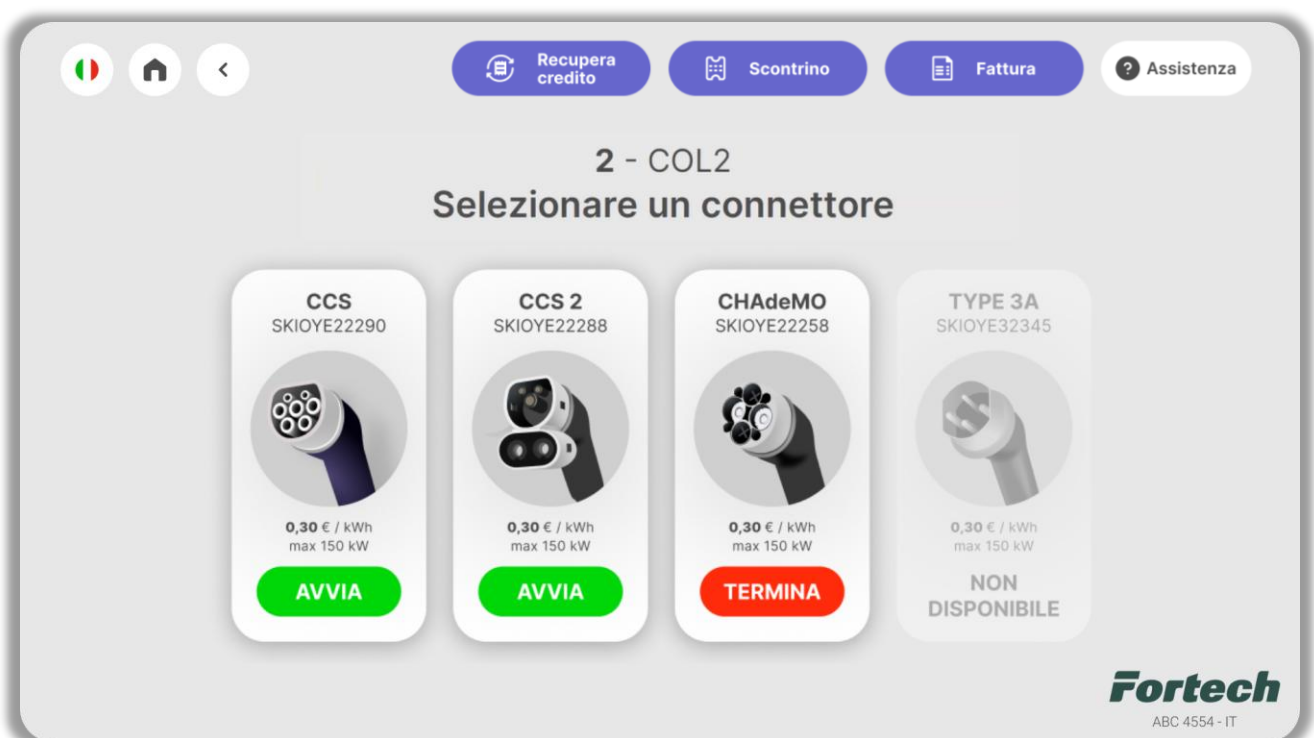 Recupera
credito
Scontrino
Fattura
? Assistenza
2 - COL2
Selezionare un connettore
CCS
SKIOYE22290
0,30 € / kWh
max 150 kW
AVVIA
CCS 2
SKIOYE22288
0,30 € / kWh
max 150 kW
AVVIA
CHAdeMO
SKIOYE22258
0,30 € / kWh
max 150 kW
TERMINA
TYPE 3A
SKIOYE32345
0,30 € / kWh
max 150 kW
NON
DISPONIBILE
Fortech
ABC 4554 - IT